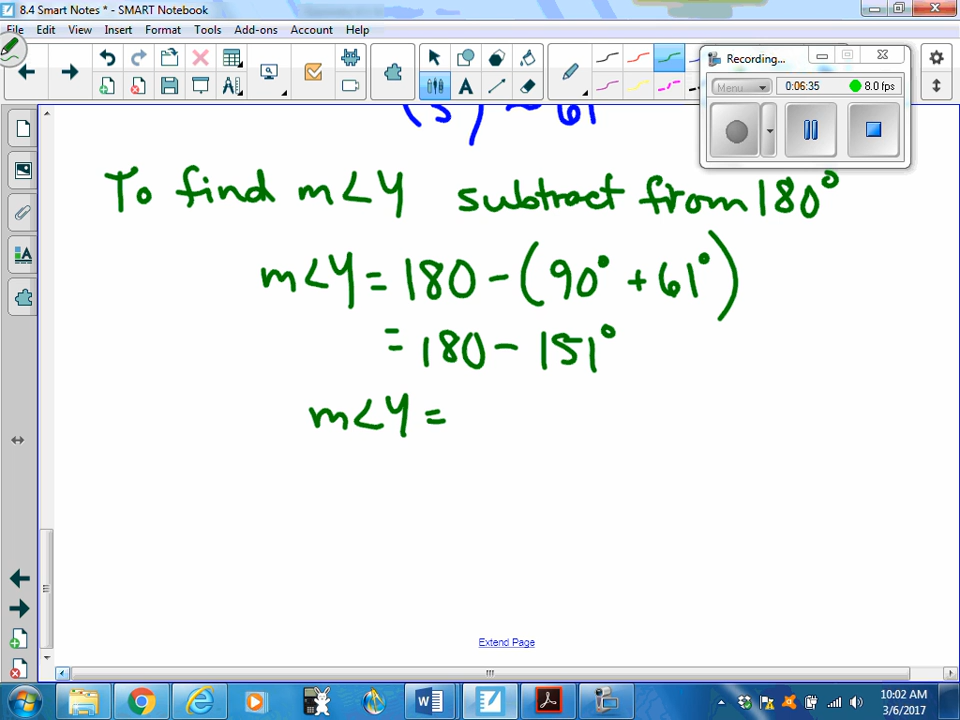 8.4 Smart Notes * - SMART Notebook
File Edit View Insert Format Tools Add-ons Account Help
Recording...
Menu 0:06:35 8.0 fps
To find m<Y subtract from 180°
m<Y = 180 - (90° + 61°)
= 180 - 151°
m<Y =
Extend Page
10:02 AM
3/6/2017